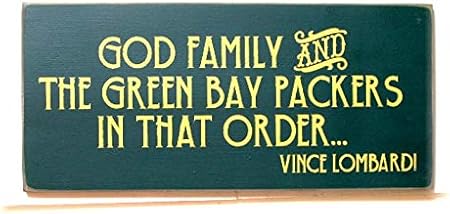 GOD FAMILY AND
THE GREEN BAY PACKERS
IN THAT ORDER...
VINCE LOMBARDI